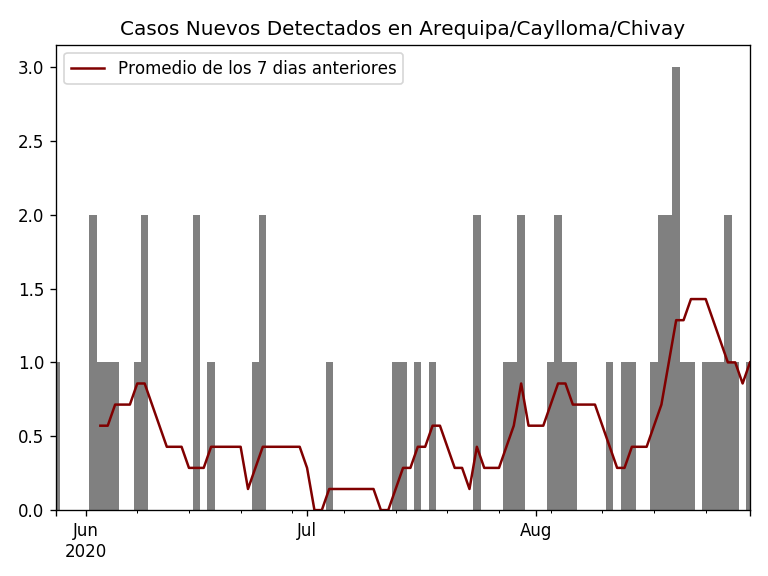 Casos Nuevos Detectados en Arequipa/Caylloma/Chivay
Promedio de los 7 dias anteriores
3.0
2.5
2.0
1.5
1.0
0.5
0.0
Jun
2020
Jul
Aug